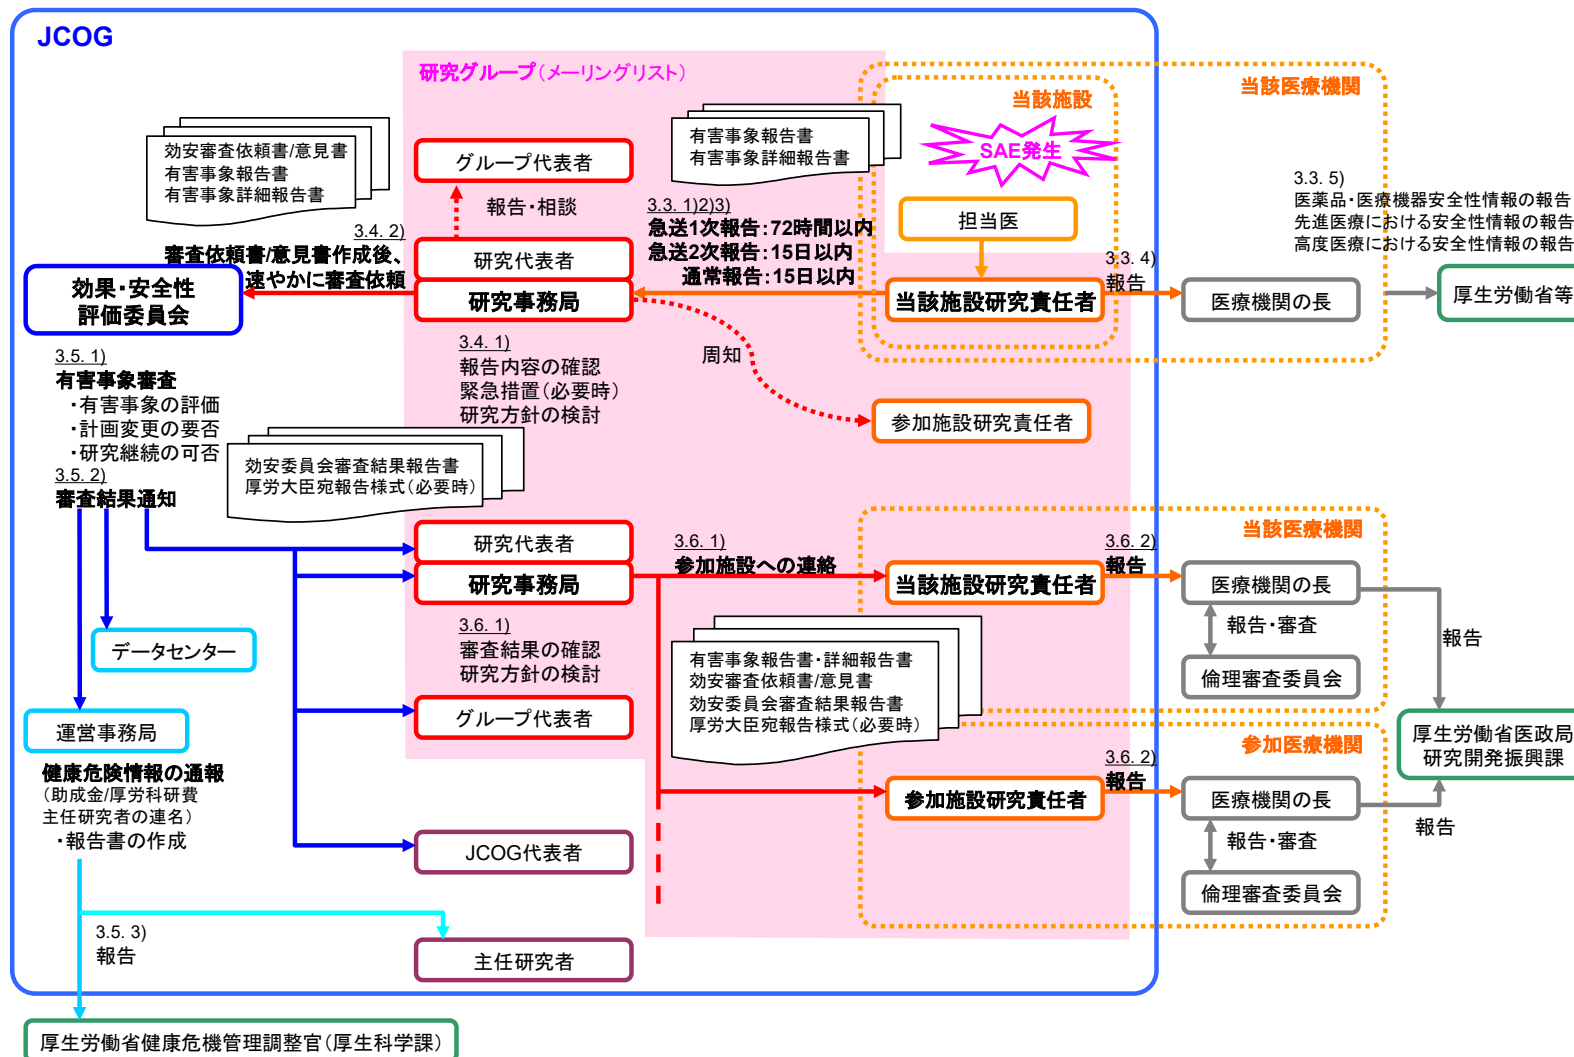 JCOG
研究グループ(メーリングリスト)
当該施設
当該医療機関
効安審査依頼書/意見書
有害事象報告書
有害事象詳細報告書
グループ代表者
有害事象報告書
有害事象詳細報告書
SAE発生
報告・相談
担当医
3.3. 5)
医薬品・医療機器安全性情報の報告
先進医療における安全性情報の報告
高度医療における安全性情報の報告
3.4. 2)
審査依頼書/意見書作成後、
速やかに審査依頼
研究代表者
研究事務局
3.3. 1)2)3)
急送1次報告:72時間以内
急送2次報告:15日以内
通常報告:15日以内
当該施設研究責任者
3.3. 4)
報告
医療機関の長
厚生労働省等
効果・安全性
評価委員会
3.5. 1)
有害事象審査
・有害事象の評価
・計画変更の要否
・研究継続の可否
3.4. 1)
報告内容の確認
緊急措置(必要時)
研究方針の検討
周知
参加施設研究責任者
3.5. 2)
審査結果通知
効安委員会審査結果報告書
厚労大臣宛報告様式(必要時)
研究代表者
研究事務局
3.6. 1)
参加施設への連絡
当該施設研究責任者
当該医療機関
3.6. 2)
報告
医療機関の長
報告・審査
倫理審査委員会
報告
データセンター
3.6. 1)
審査結果の確認
研究方針の検討
有害事象報告書・詳細報告書
効安審査依頼書/意見書
効安委員会審査結果報告書
厚労大臣宛報告様式(必要時)
運営事務局
グループ代表者
参加医療機関
厚生労働省医政局
研究開発振興課
健康危険情報の通報
(助成金/厚労科研費
主任研究者の連名)
・報告書の作成
参加施設研究責任者
3.6. 2)
報告
医療機関の長
報告・審査
倫理審査委員会
報告
JCOG代表者
3.5. 3)
報告
主任研究者
厚生労働省健康危機管理調整官(厚生科学課)